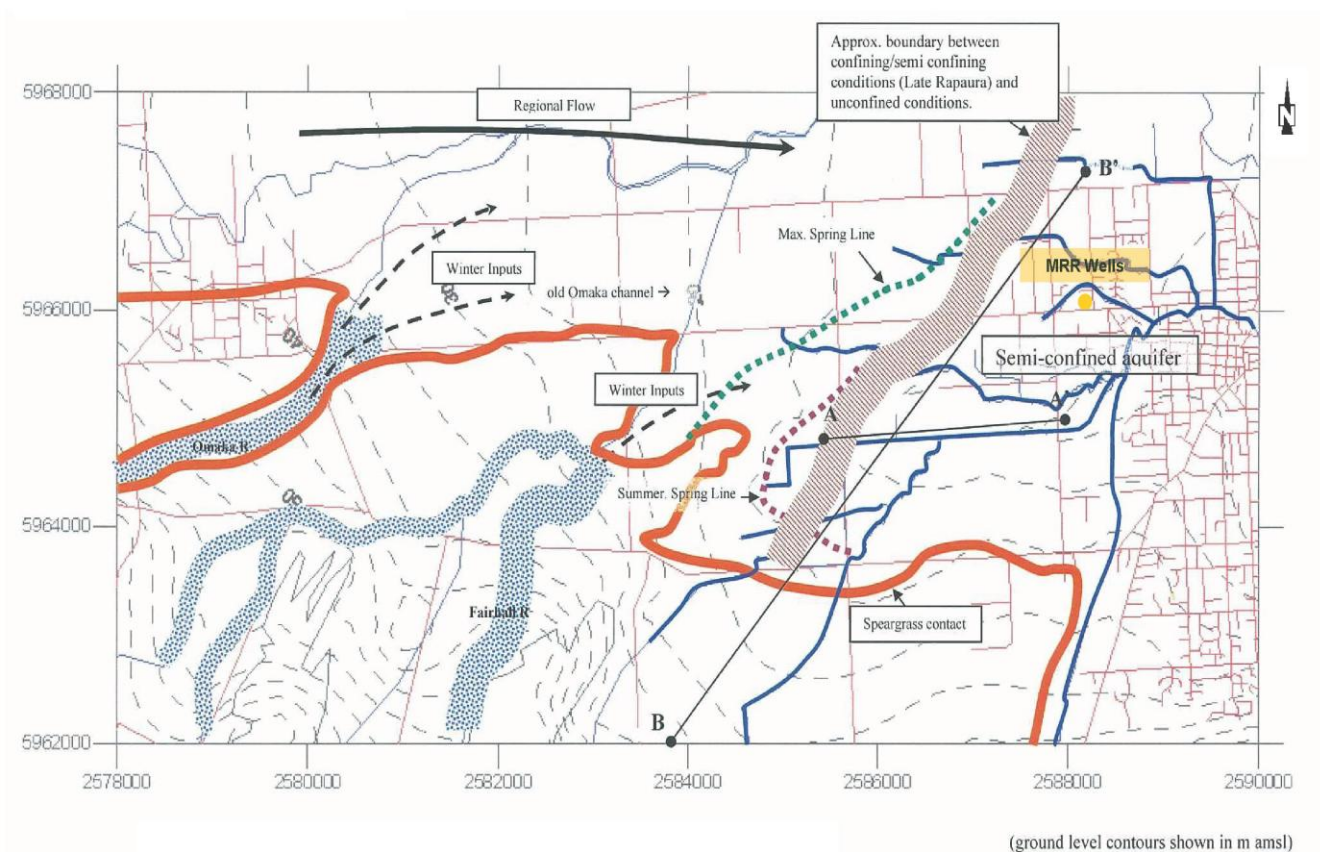 Approx. boundary between
confining/semi confining
conditions (Late Rapaura) and
unconfined conditions.
5968000
Regional Flow
N
B'
Max. Spring Line
MRR Wells
Winter Inputs
old Omaka channel →
30
5966000
40
Semi-confined aquifer
Winter Inputs
A
A'
Omaka R
Summer. Spring Line
50
5964000
Fairhall R
Speargrass contact
B
5962000
2578000
2580000
2582000
2584000
2586000
2588000
2590000
(ground level contours shown in m amsl)